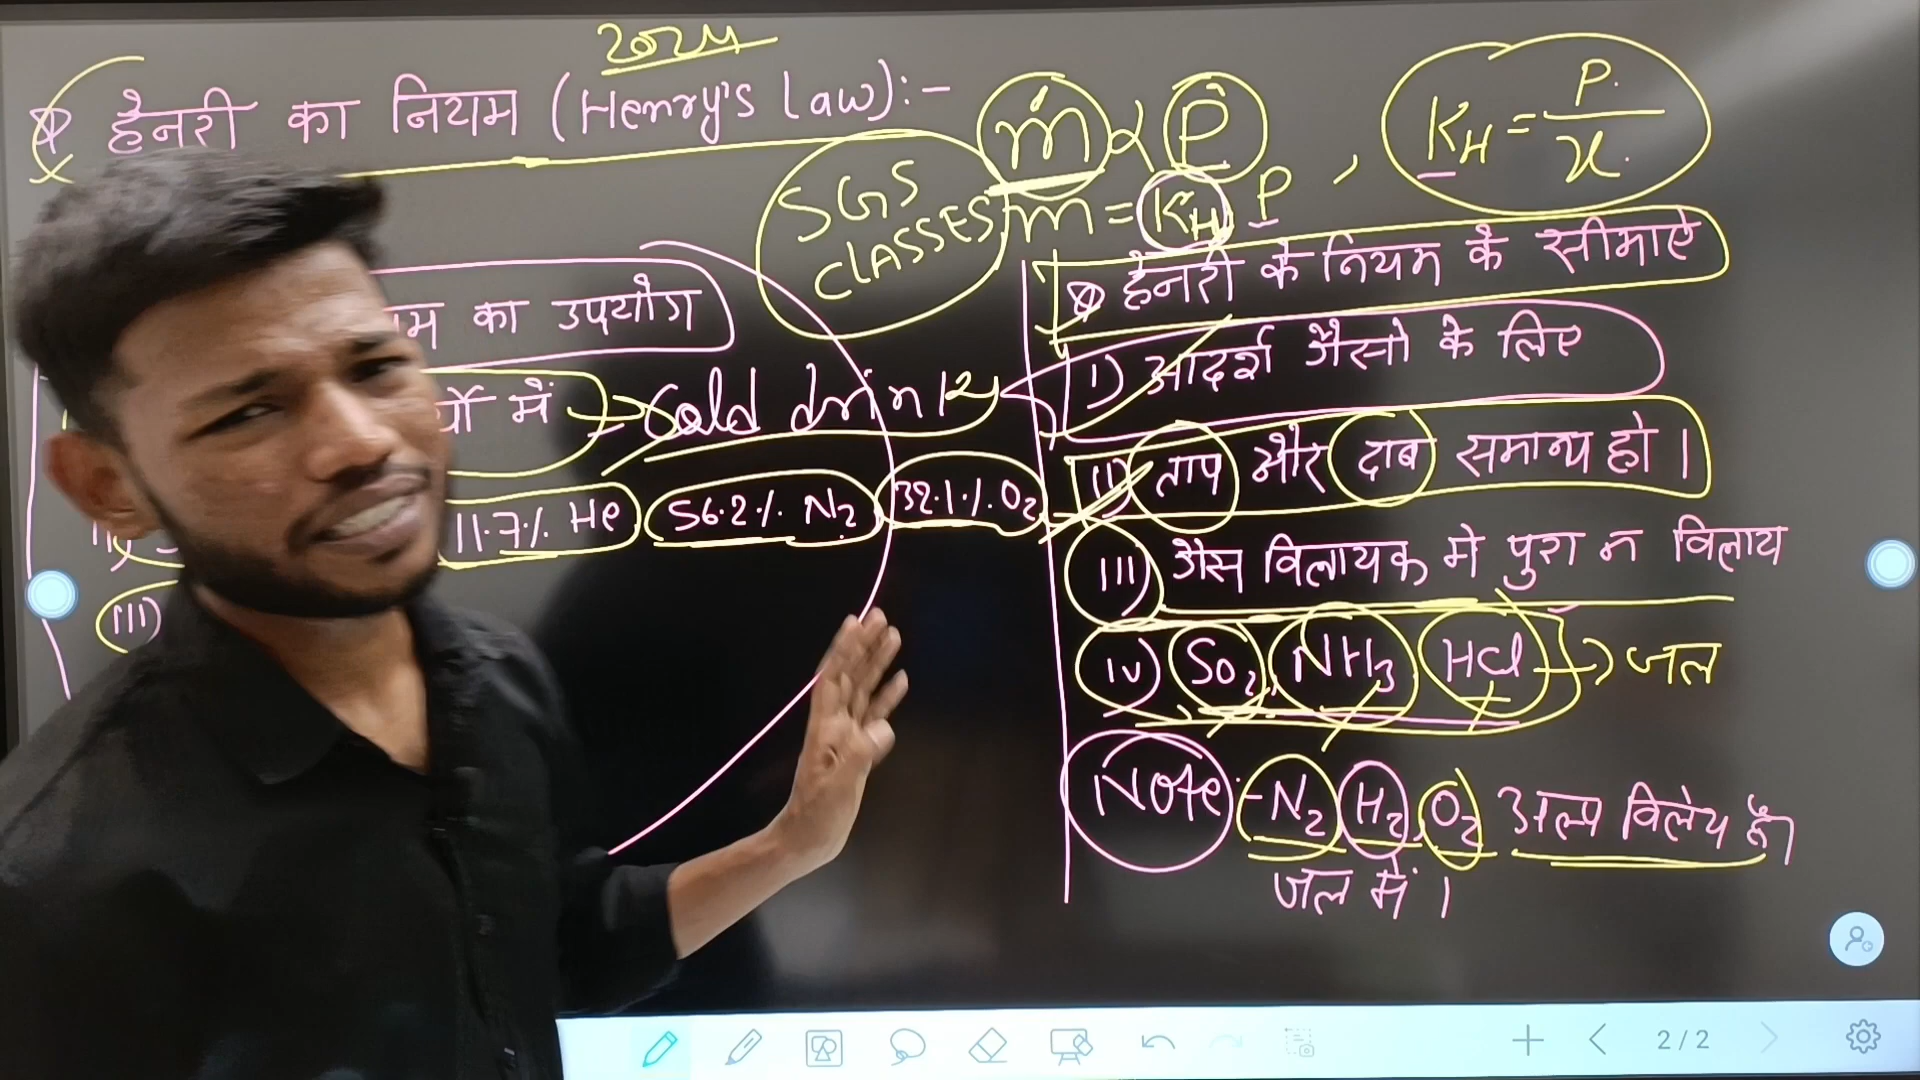 2024
हैनरी का नियम (Henry's Law):-
m ∝ P
m = KH P , KH = P/x
SGS
CLASSES
का उपयोग
में → Cold drink
11.7% He 56.2% N2 32.1% O2
(III)
हैनरी के नियम के सीमाऐ
I) आदर्श गैसो के लिए
II) ताप और दाब समान्य हो।
III) गैस विलायक मे पुरा न विलाय
IV) SO2, NH3 HCl → जल
Note:- N2 H2, O2 अल्प विलेय है।
जल में।
2/2